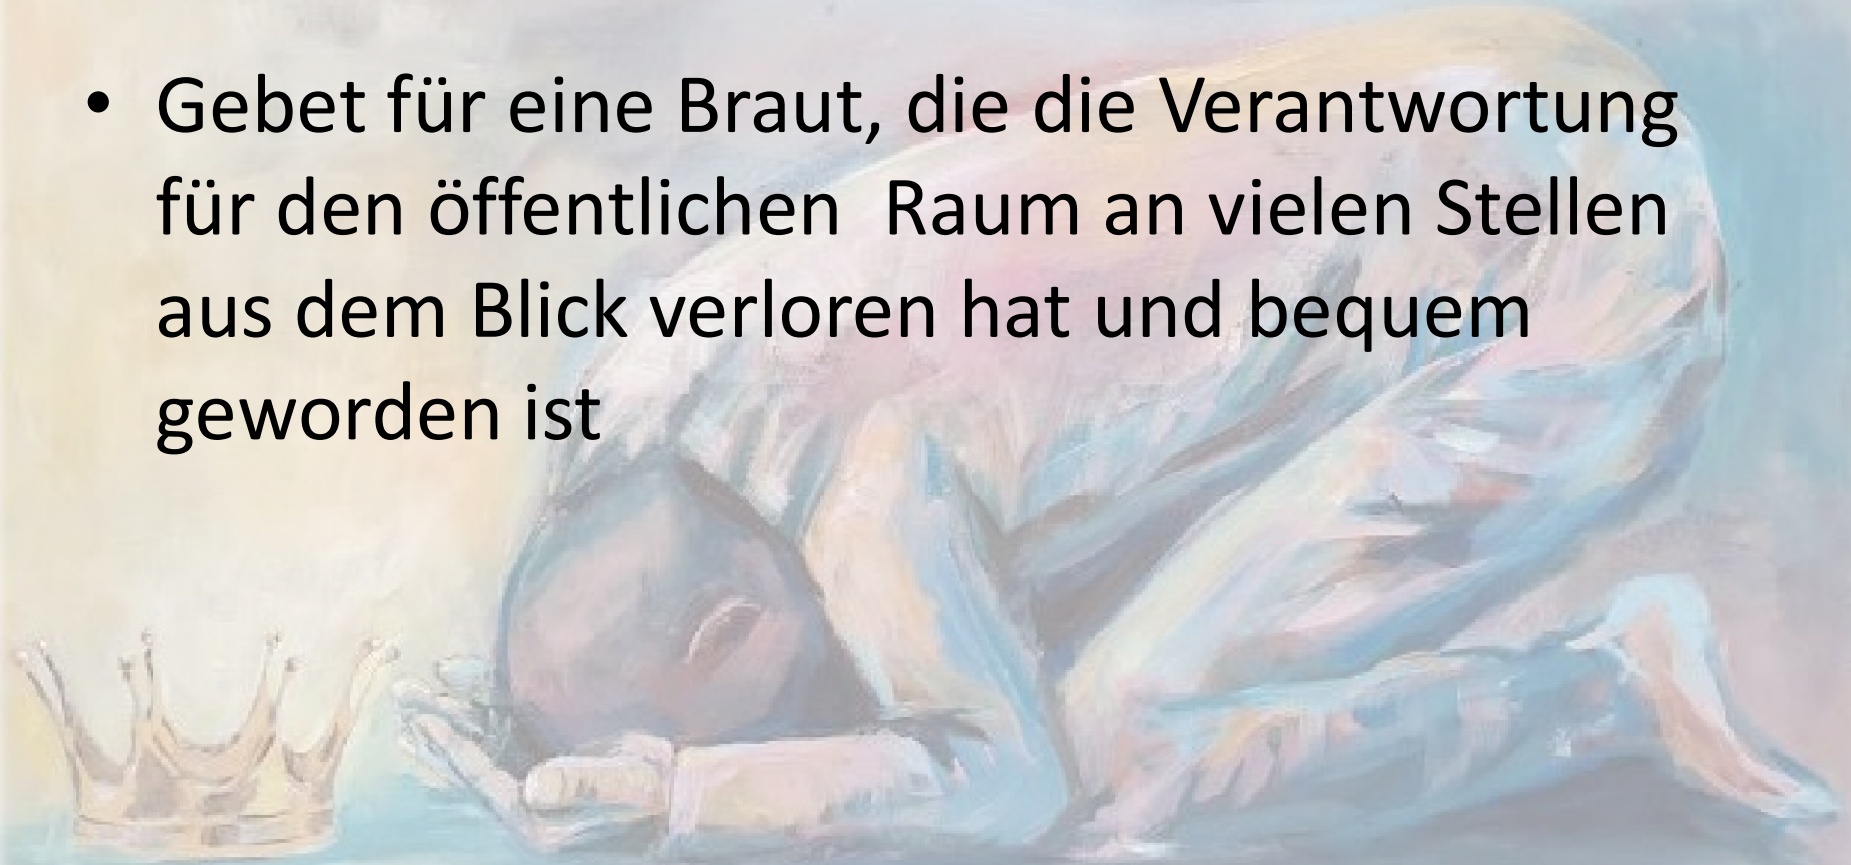 • Gebet für eine Braut, die die Verantwortung
für den öffentlichen  Raum an vielen Stellen
aus dem Blick verloren hat und bequem
geworden ist